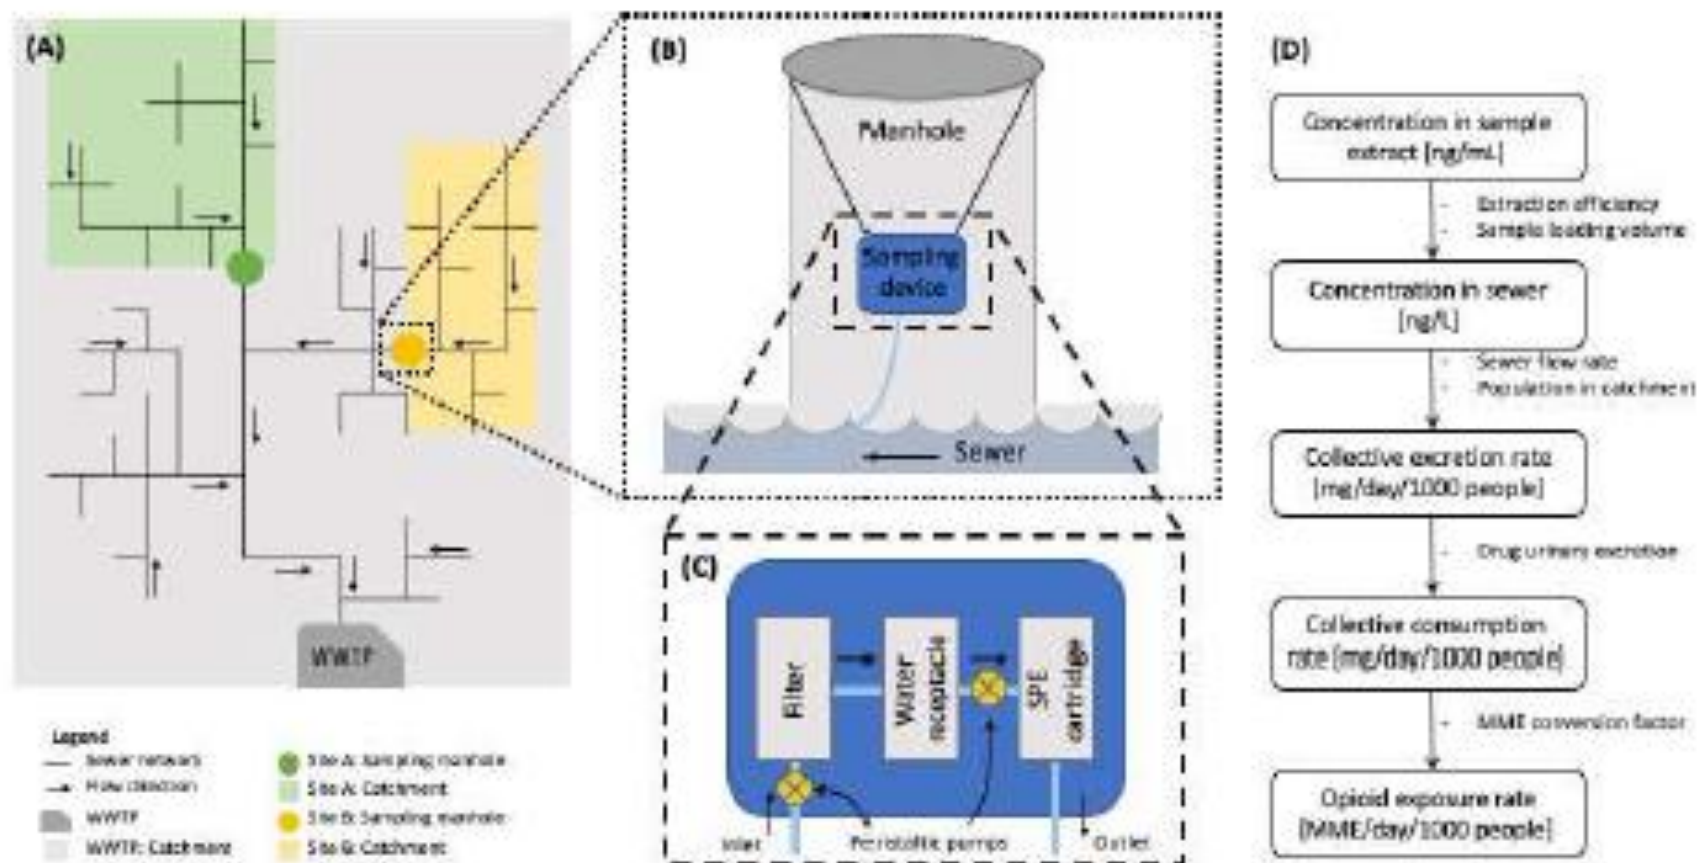 (A)
WWTP
Legend
Sewer network
Flow direction
WWTP
WWTP: Catchment
Site A: Sampling manhole
Site A: Catchment
Site B: Sampling manhole
Site B: Catchment
(B)
Manhole
Sampling
device
Sewer
(C)
Filter
Water
receptacle
SPE
cartridge
Inlet
Peristaltic pumps
Outlet
(D)
Concentration in sample
extract [ng/mL]
- Extraction efficiency
- Sample loading volume
Concentration in sewer
[ng/L]
- Sewer flow rate
- Population in catchment
Collective excretion rate
[mg/day/1000 people]
- Drug urinary excretion
Collective consumption
rate [mg/day/1000 people]
- MME conversion factor
Opioid exposure rate
[MME/day/1000 people]